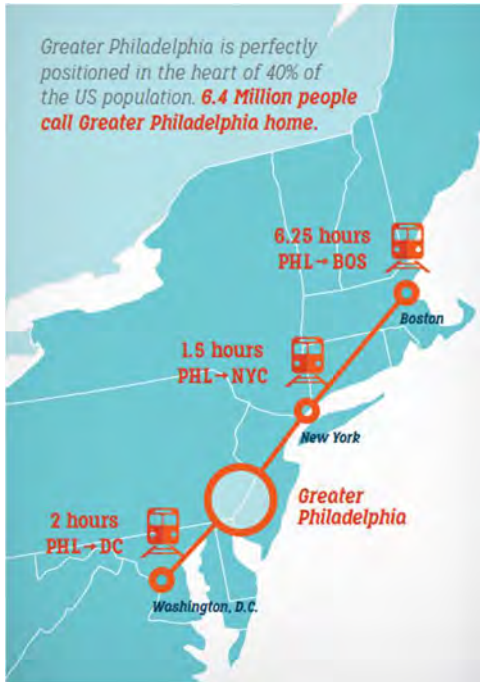 Greater Philadelphia is perfectly
positioned in the heart of 40% of
the US population. 6.4 Million people
call Greater Philadelphia home.
6.25 hours
PHL→BOS
Boston
1.5 hours
PHL→NYC
New York
Greater
Philadelphia
2 hours
PHL→DC
Washington, D.C.